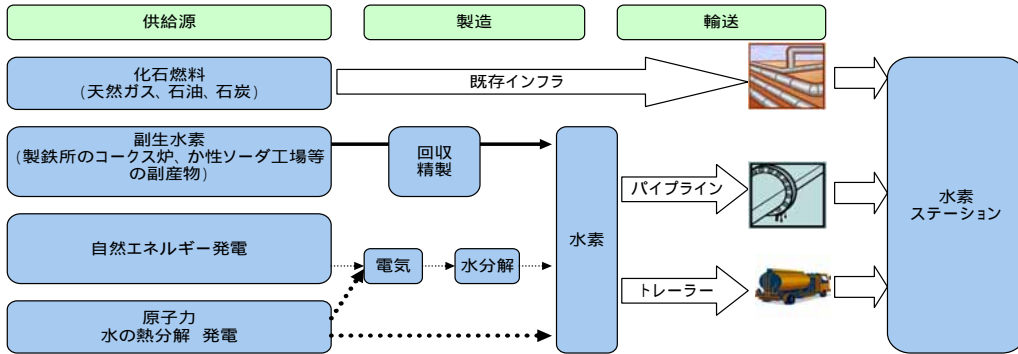 供給源
製造
輸送
化石燃料
(天然ガス、石油、石炭)
既存インフラ
副生水素
(製鉄所のコークス炉、か性ソーダ工場等
の副産物)
回収
精製
パイプライン
水素
ステーション
水素
自然エネルギー発電
電気
水分解
トレーラー
原子力
水の熱分解 発電